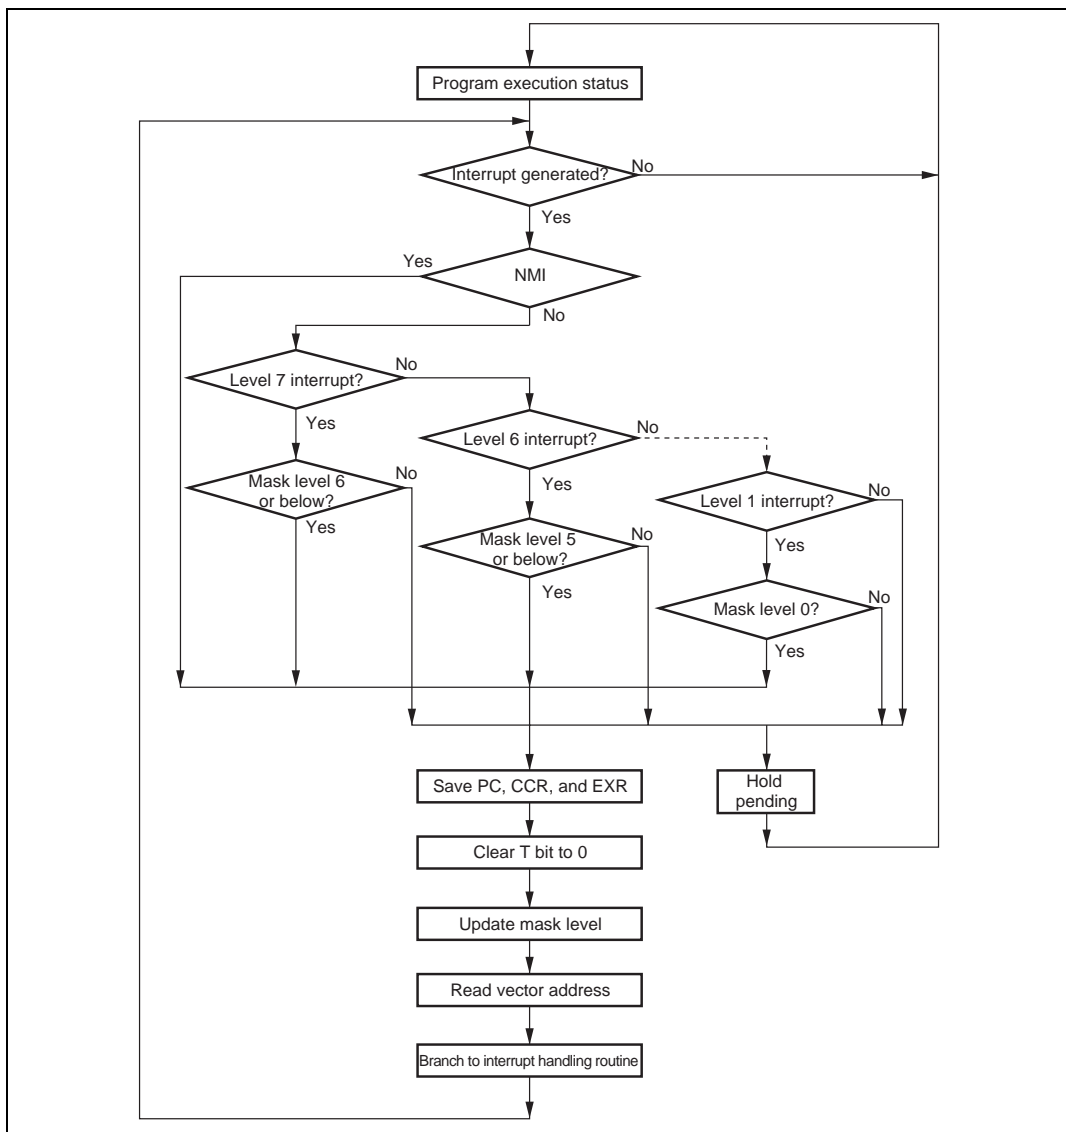 Program execution status
Interrupt generated?
No
Yes
Yes
NMI
No
Level 7 interrupt?
No
Yes
Level 6 interrupt?
No
Yes
Mask level 6
or below?
No
Yes
Level 1 interrupt?
No
Yes
Mask level 5
or below?
No
Yes
Mask level 0?
No
Yes
Save PC, CCR, and EXR
Hold
pending
Clear T bit to 0
Update mask level
Read vector address
Branch to interrupt handling routine